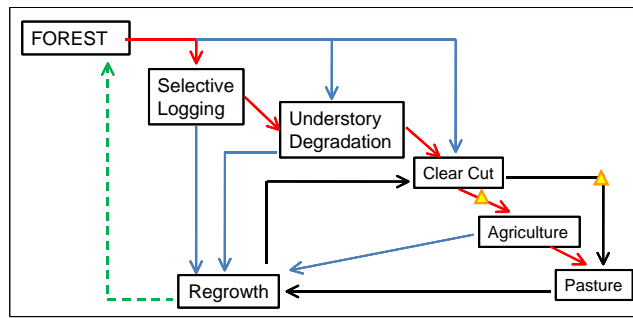 FOREST
Selective
Logging
Understory
Degradation
Clear Cut
Agriculture
Regrowth
Pasture